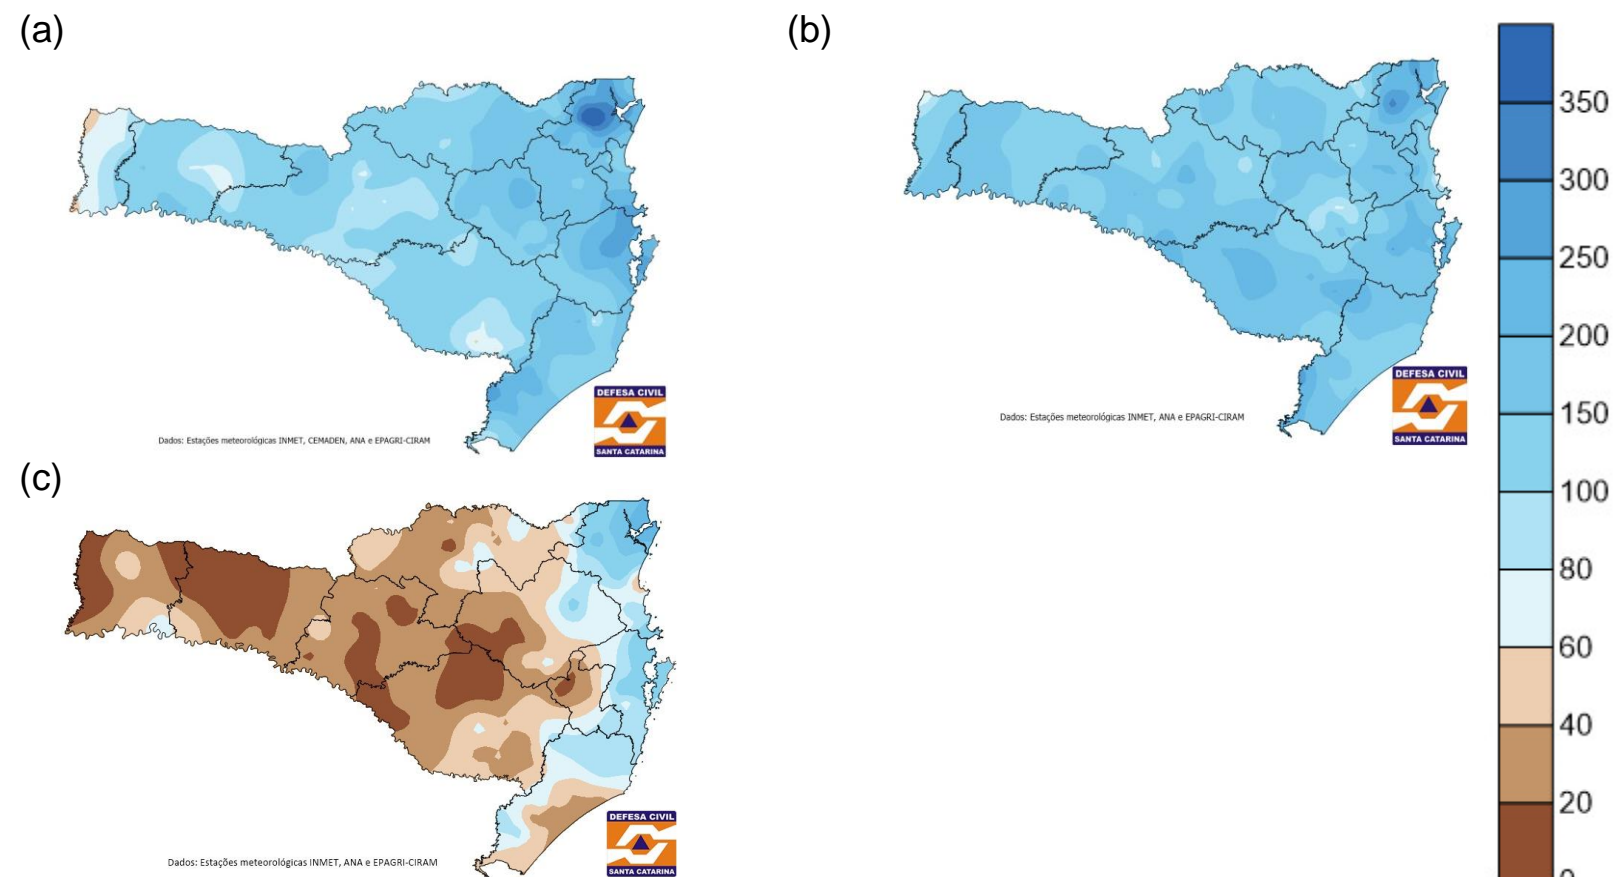 (a)
(b)
DEFESA CIVIL
SANTA CATARINA
Dados: Estações meteorológicas INMET, CEMADEN, ANA e EPAGRI-CIRAM
DEFESA CIVIL
SANTA CATARINA
Dados: Estações meteorológicas INMET, ANA e EPAGRI-CIRAM
350
300
250
200
150
100
80
60
40
20
0
(c)
DEFESA CIVIL
SANTA CATARINA
Dados: Estações meteorológicas INMET, ANA e EPAGRI-CIRAM